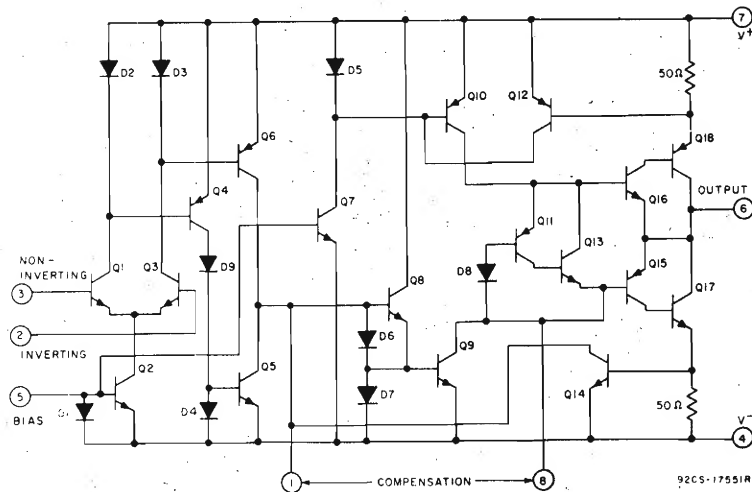 7
V+
D2
D3
D5
Q10
Q12
50Ω
Q6
Q18
Q4
Q7
OUTPUT
6
Q16
Q11
Q13
NON-
INVERTING
3
Q1
Q3
D9
D8
Q15
Q8
Q17
2
INVERTING
D6
Q9
Q2
Q5
5
BIAS
D4
D7
Q14
50Ω
V-
4
1
COMPENSATION
8
92CS-17551R